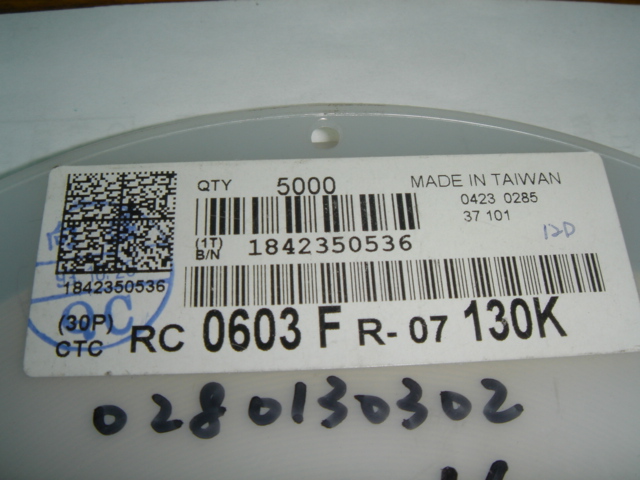 QTY 5000 MADE IN TAIWAN
0423 0285
37 101
(1T)
B/N 1842350536
12D
1842350536
QC
(30P)
CTC RC 0603 F R- 07 130K
0280130302